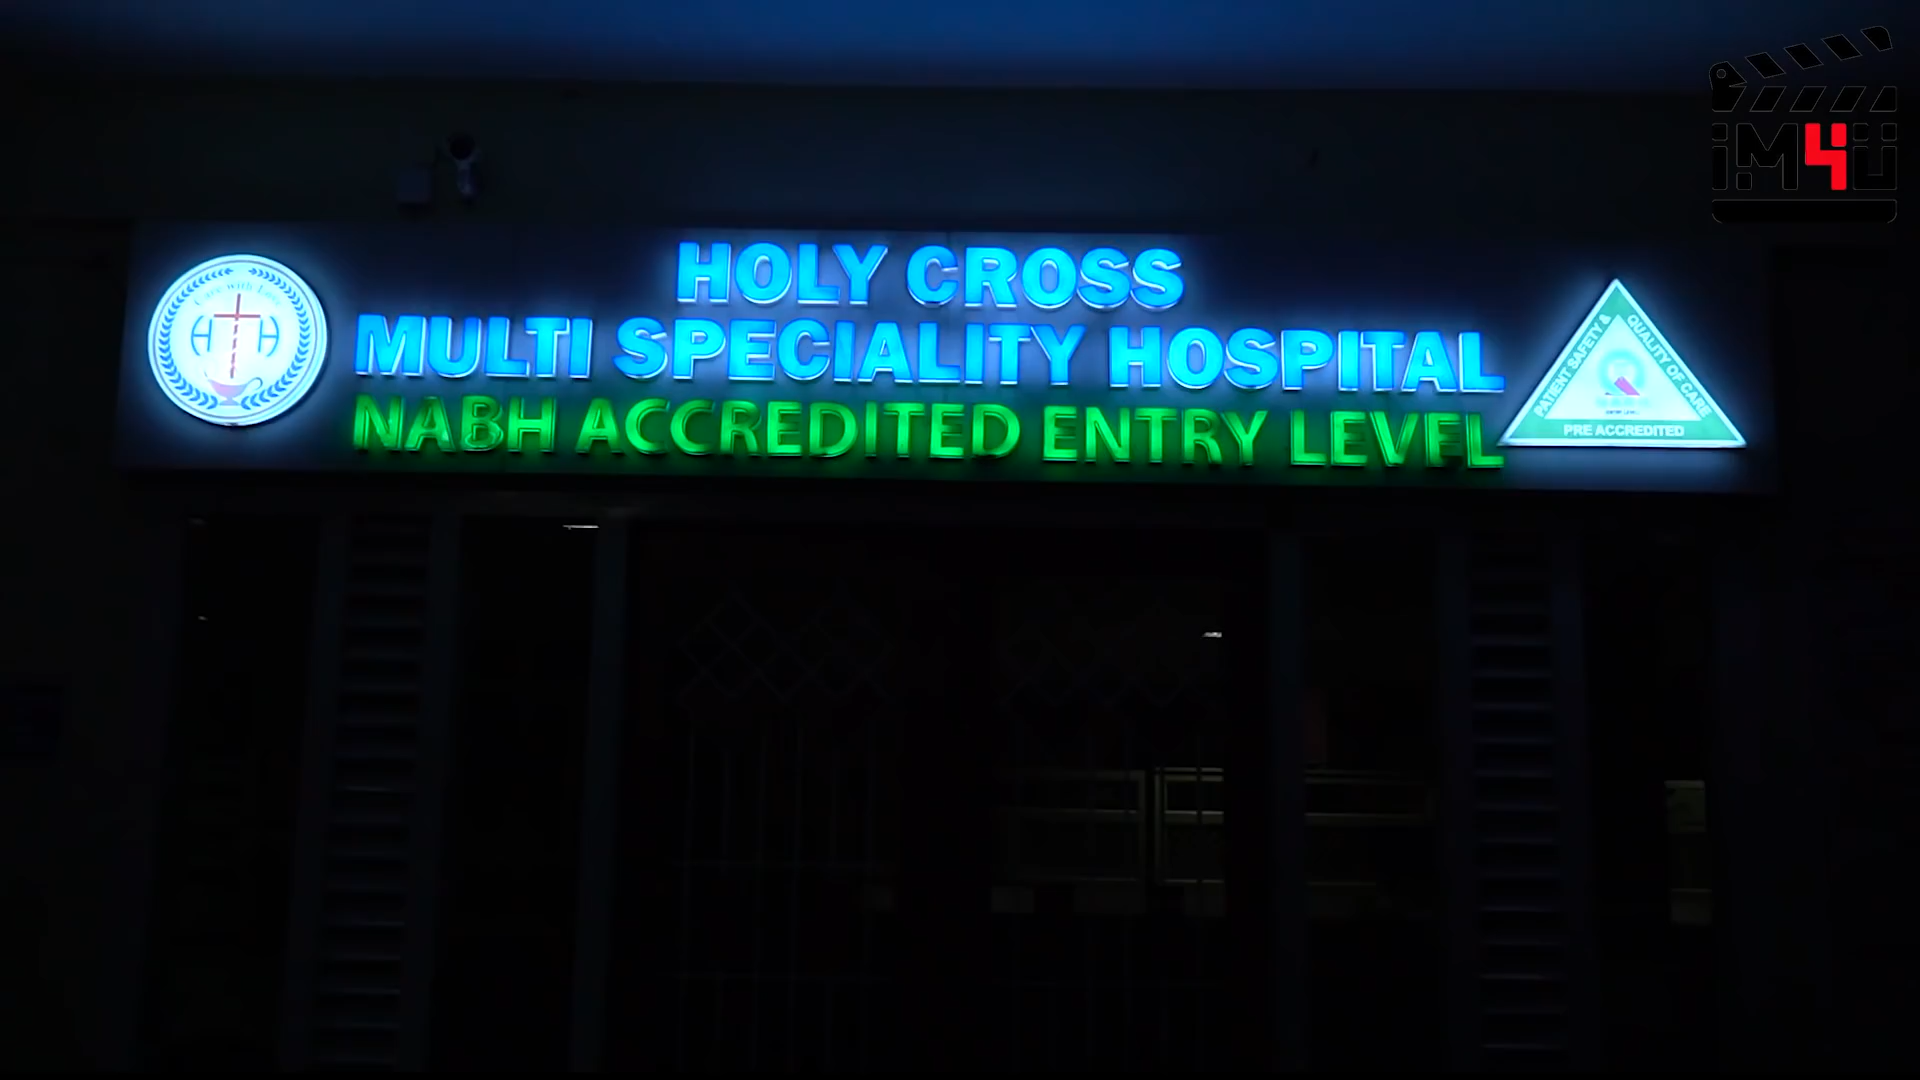 iM4U
HOLY CROSS
MULTI SPECIALITY HOSPITAL
NABH ACCREDITED ENTRY LEVEL
Care with Love
H H
PATIENT SAFETY & QUALITY OF CARE
PRE ACCREDITED